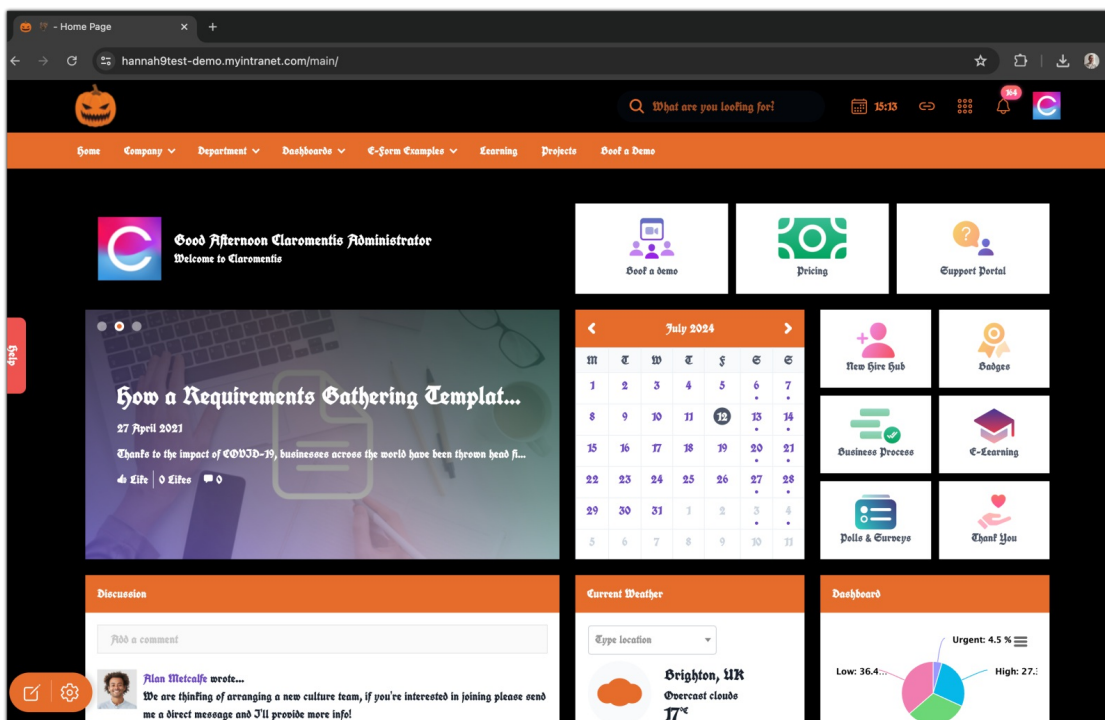 - Home Page
hannah9test-demo.myintranet.com/main/
What are you looking for?
15:13
164
Home Company Department Dashboards E-Form Examples Learning Projects Book a Demo
Good Afternoon Claromentis Administrator
Welcome to Claromentis
Book a demo
Pricing
Support Portal
Help
How a Requirements Gathering Templat...
27 April 2021
Thanks to the impact of COVID-19, businesses across the world have been thrown head fi...
Like 0 Likes 0
July 2024
M T W T F S S
1 2 3 4 5 6 7
8 9 10 11 12 13 14
15 16 17 18 19 20 21
22 23 24 25 26 27 28
29 30 31 1 2 3 4
5 6 7 8 9 10 11
New Hire Hub
Badges
Business Process
E-Learning
Polls & Surveys
Thank You
Discussion
Add a comment
Alan Metcalfe wrote...
We are thinking of arranging a new culture team, if you're interested in joining please send
me a direct message and I'll provide more info!
Current Weather
Type location
Brighton, UK
Overcast clouds
17°C
Dashboard
Urgent: 4.5 %
Low: 36.4...
High: 27.